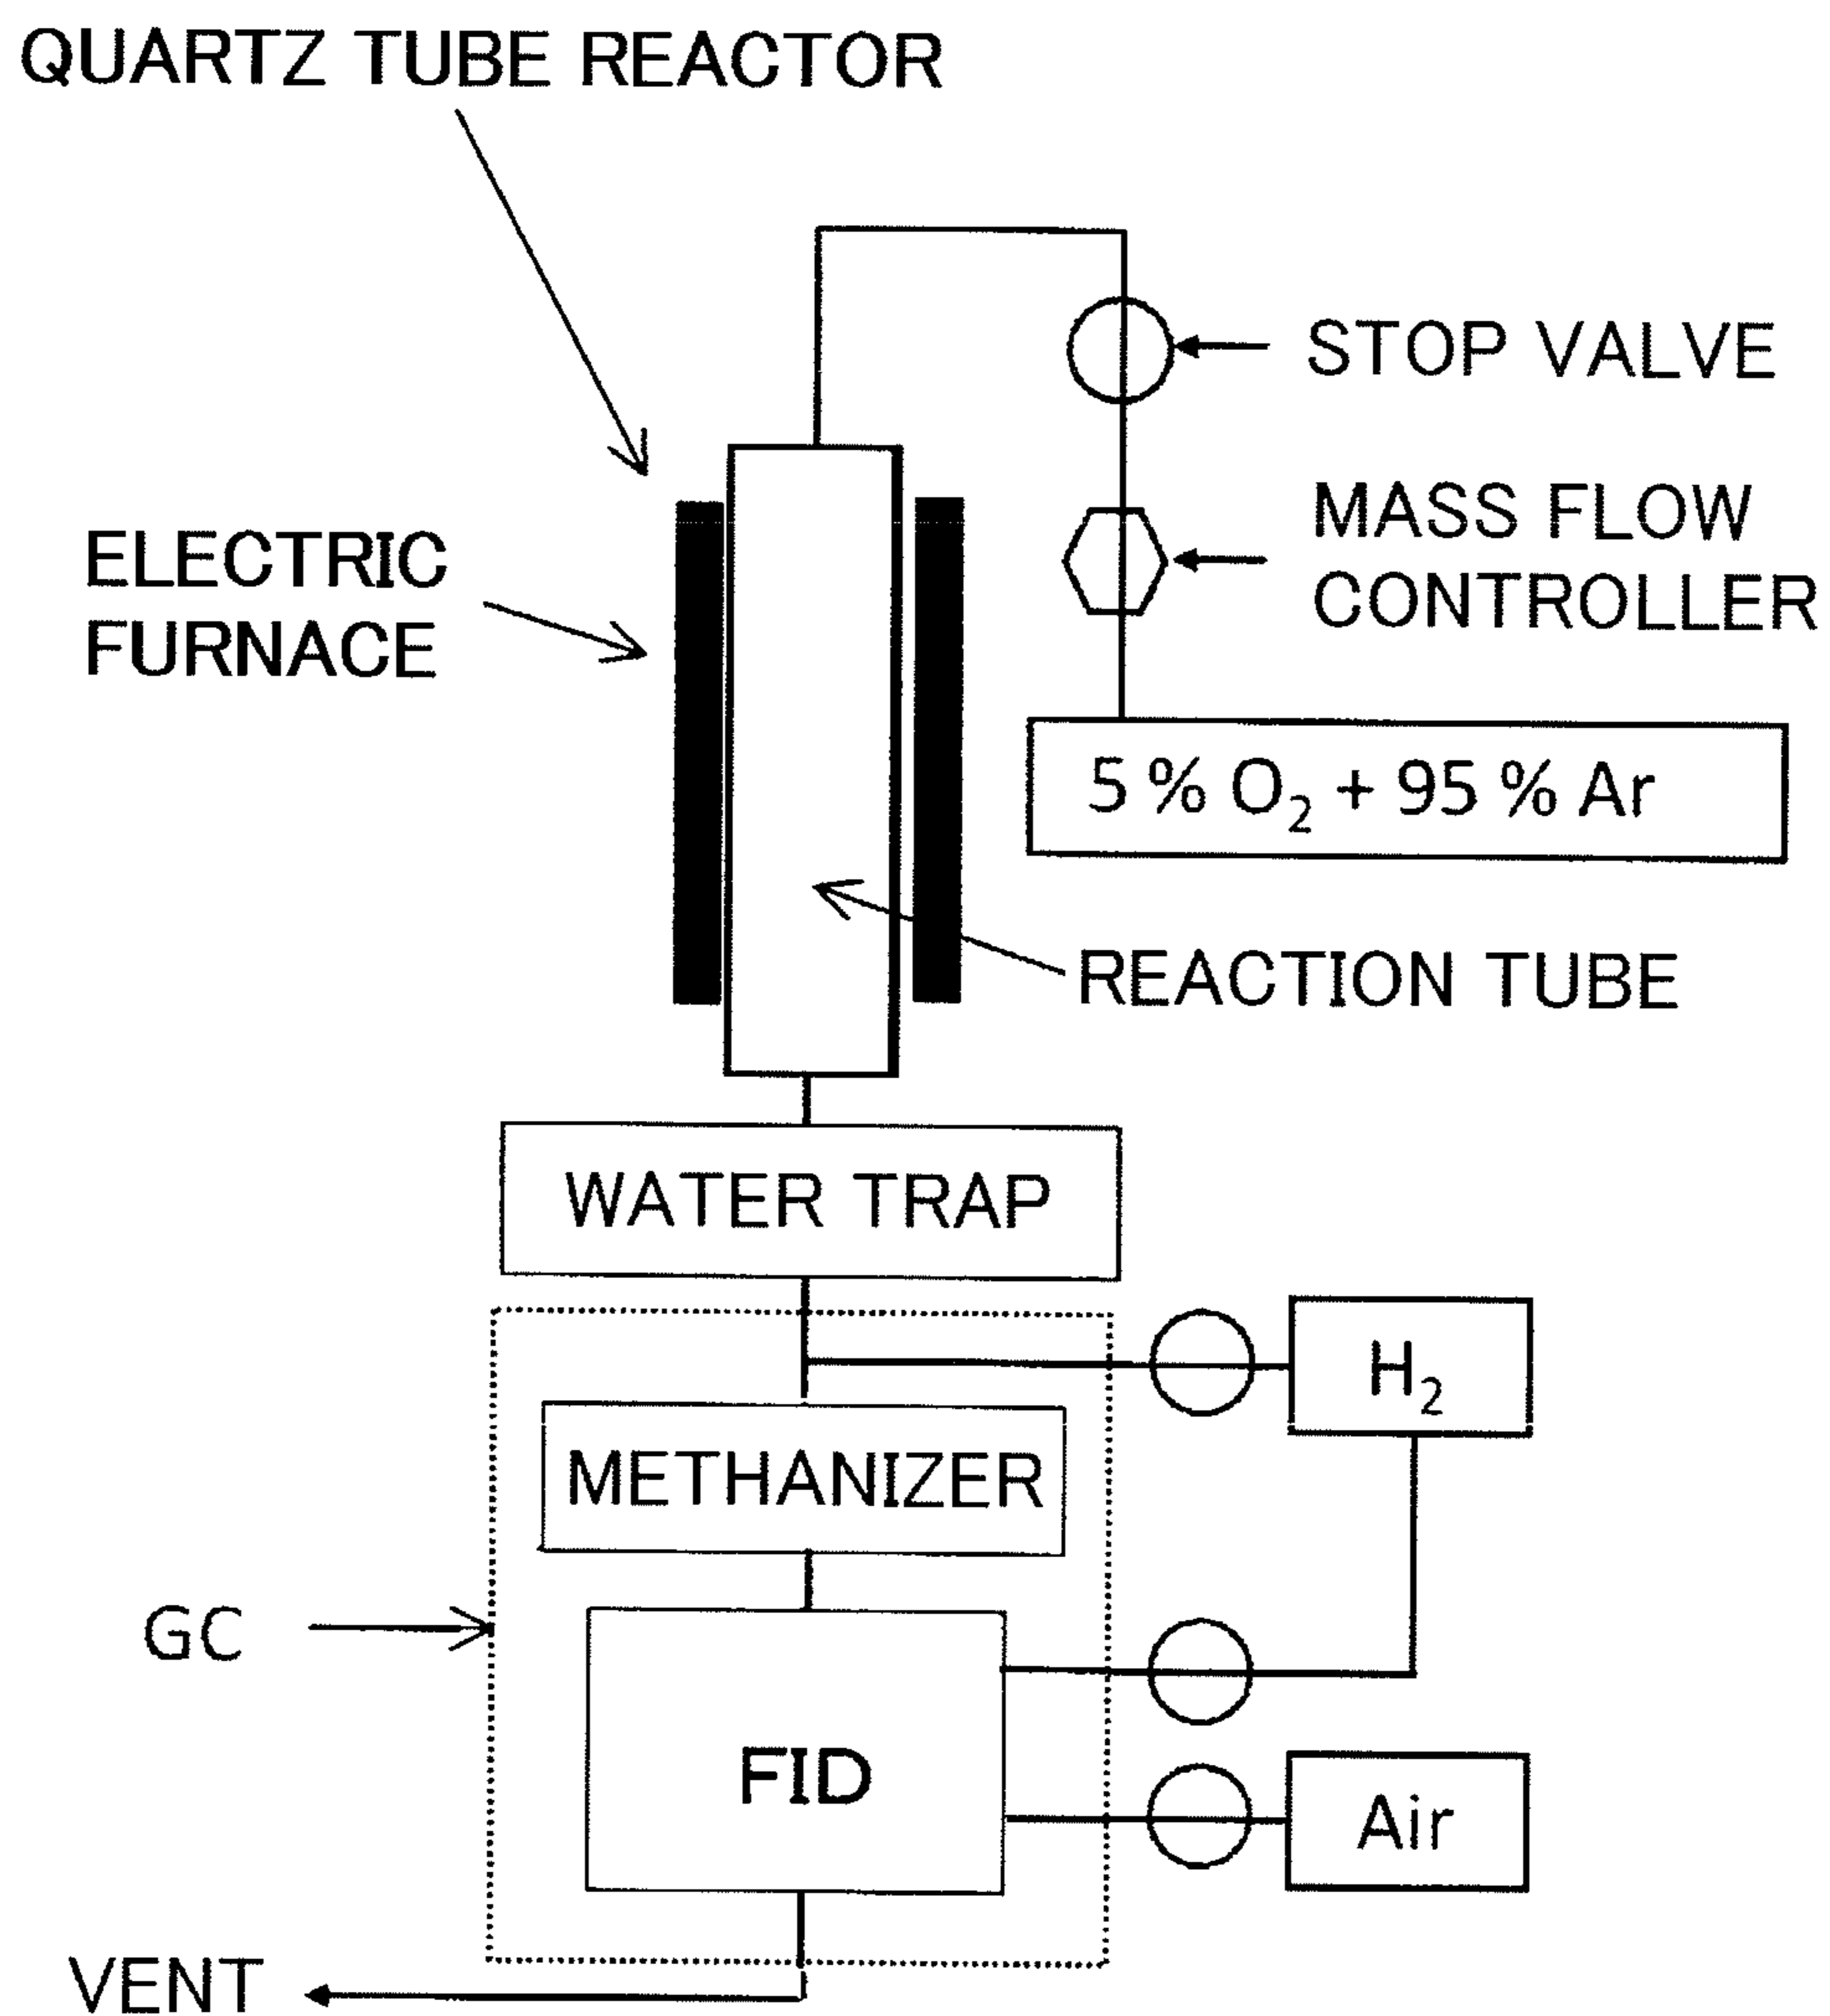 QUARTZ TUBE REACTOR
STOP VALVE
MASS FLOW
CONTROLLER
ELECTRIC
FURNACE
5 % O₂ + 95 % Ar
REACTION TUBE
WATER TRAP
H₂
METHANIZER
GC
FID
Air
VENT